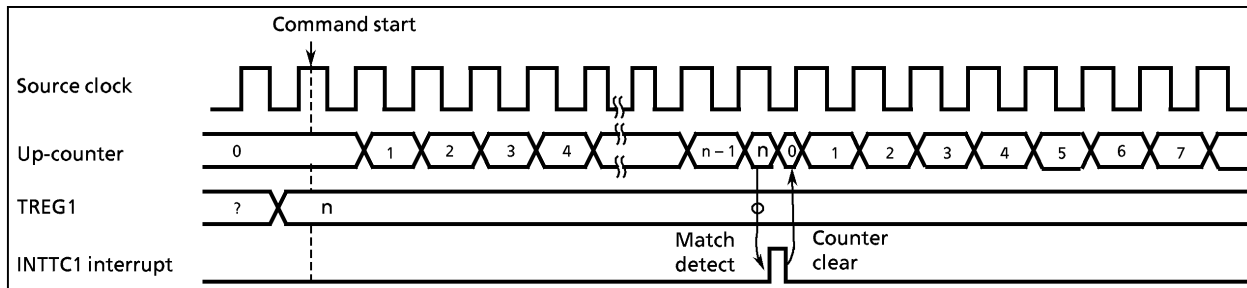 Command start
Source clock
Up-counter 0 1 2 3 4 n – 1 n 0 1 2 3 4 5 6 7
TREG1 ? n
Match detect
Counter clear
INTTC1 interrupt